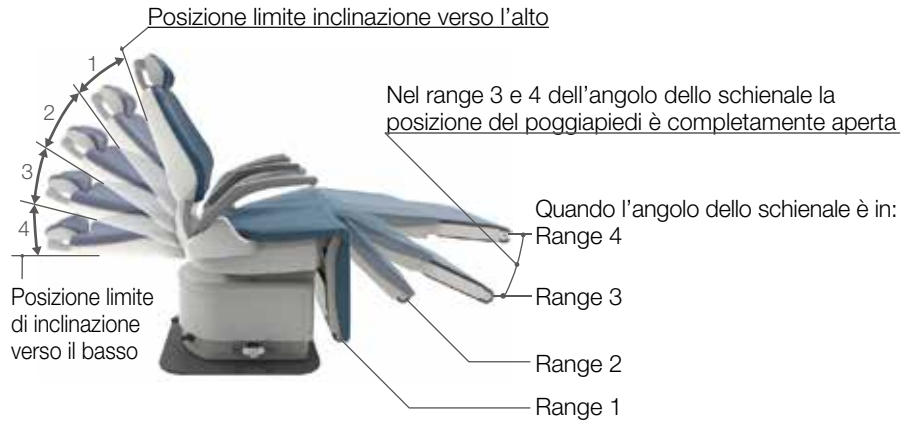 Posizione limite inclinazione verso l'alto
1
2
3
4
Nel range 3 e 4 dell'angolo dello schienale la
posizione del poggiapiedi è completamente aperta
Quando l'angolo dello schienale è in:
Range 4
Range 3
Range 2
Range 1
Posizione limite
di inclinazione
verso il basso